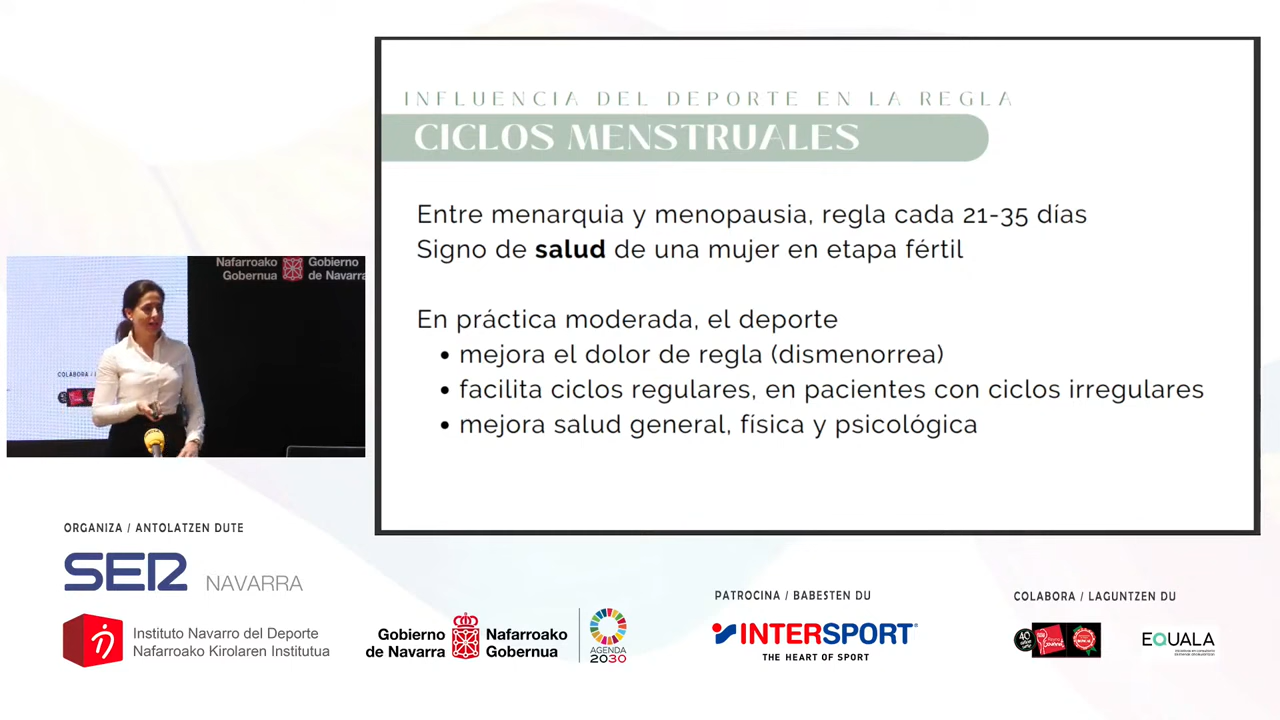 INFLUENCIA DEL DEPORTE EN LA REGLA
CICLOS MENSTRUALES
Entre menarquia y menopausia, regla cada 21-35 días
Signo de salud de una mujer en etapa fértil
En práctica moderada, el deporte
• mejora el dolor de regla (dismenorrea)
• facilita ciclos regulares, en pacientes con ciclos irregulares
• mejora salud general, física y psicológica
Nafarroako Gobernua
Gobierno de Navarra
ORGANIZA / ANTOLATZEN DUTE
SER NAVARRA
Instituto Navarro del Deporte
Nafarroako Kirolaren Institutua
Gobierno de Navarra
Nafarroako Gobernua
AGENDA 2030
PATROCINA / BABESTEN DU
INTERSPORT
THE HEART OF SPORT
COLABORA / LAGUNTZEN DU
40
EQUALA